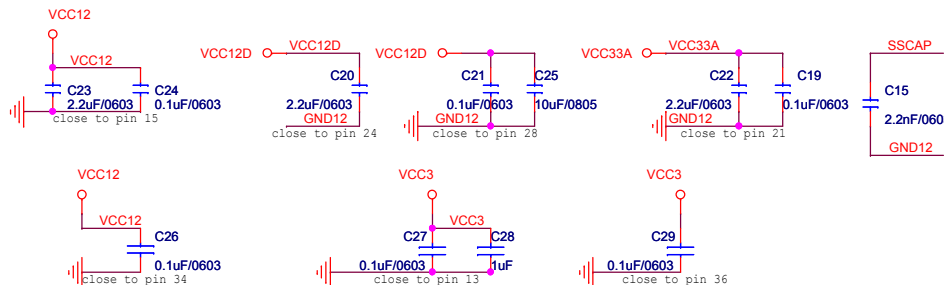 VCC12
VCC12
C23
2.2uF/0603
C24
0.1uF/0603
close to pin 15
VCC12D
VCC12D
C20
2.2uF/0603
GND12
close to pin 24
VCC12D
C21
0.1uF/0603
C25
10uF/0805
GND12
close to pin 28
VCC33A
VCC33A
C22
2.2uF/0603
C19
0.1uF/0603
GND12
close to pin 21
SSCAP
C15
2.2nF/060
GND12
VCC12
VCC12
C26
0.1uF/0603
close to pin 34
VCC3
VCC3
C27
0.1uF/0603
C28
1uF
close to pin 13
VCC3
C29
0.1uF/0603
close to pin 36